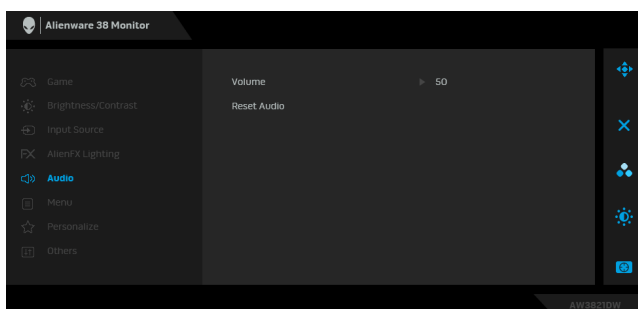 Alienware 38 Monitor
Game
Brightness/Contrast
Input Source
AlienFX Lighting
Audio
Menu
Personalize
Others
Volume 50
Reset Audio
AW3821DW